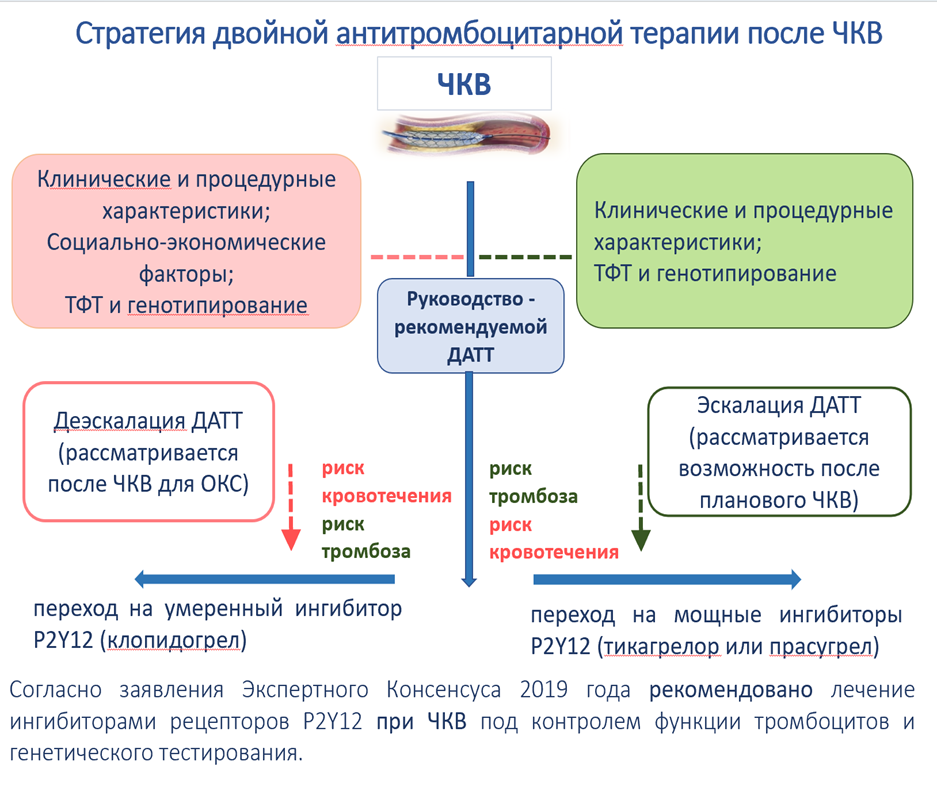 Стратегия двойной антитромбоцитарной терапии после ЧКВ
ЧКВ
Клинические и процедурные
характеристики;
Социально-экономические
факторы;
ТФТ и генотипирование
Клинические и процедурные
характеристики;
ТФТ и генотипирование
Руководство -
рекомендуемой
ДАТТ
Деэскалация ДАТТ
(рассматривается
после ЧКВ для ОКС)
риск
кровотечения
риск
тромбоза
риск
тромбоза
риск
кровотечения
Эскалация ДАТТ
(рассматривается
возможность после
планового ЧКВ)
переход на умеренный ингибитор
P2Y12 (клопидогрел)
переход на мощные ингибиторы
P2Y12 (тикагрелор или прасугрел)
Согласно заявления Экспертного Консенсуса 2019 года рекомендовано лечение
ингибиторами рецепторов P2Y12 при ЧКВ под контролем функции тромбоцитов и
генетического тестирования.